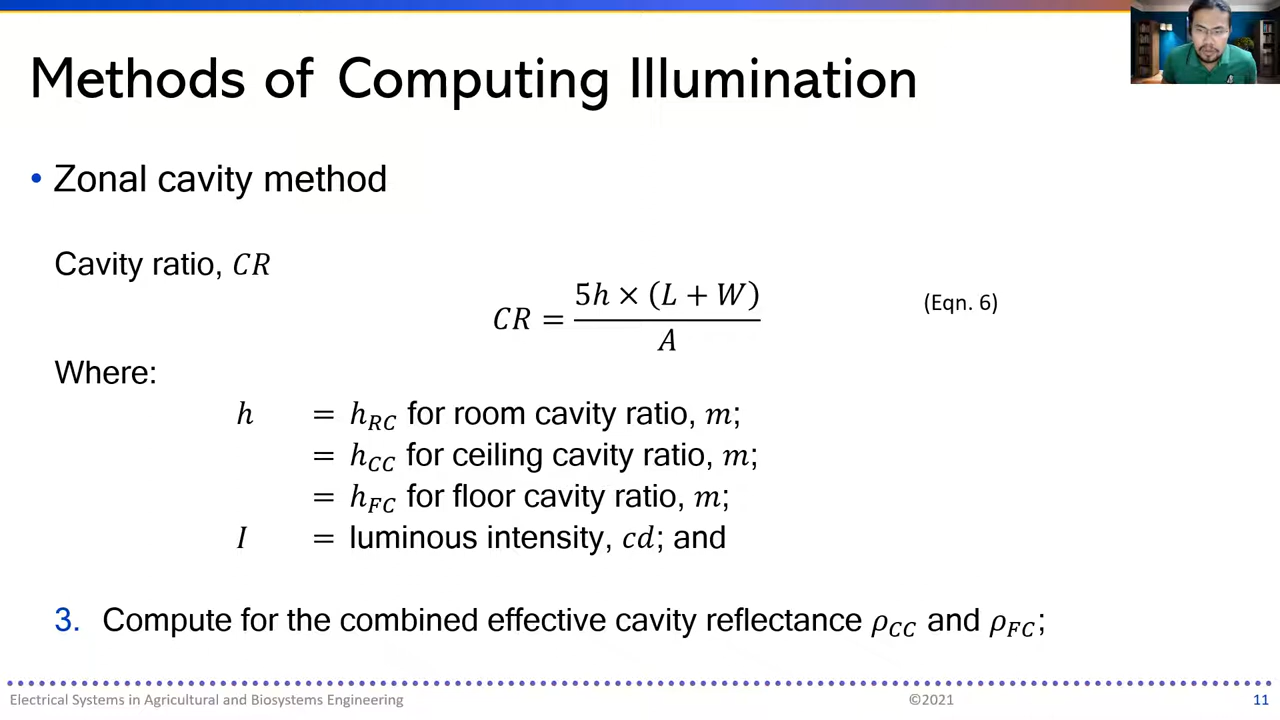 Methods of Computing Illumination
• Zonal cavity method
Cavity ratio, CR
CR = 5h × (L + W) / A
(Eqn. 6)
Where:
h = h_RC for room cavity ratio, m;
= h_CC for ceiling cavity ratio, m;
= h_FC for floor cavity ratio, m;
I = luminous intensity, cd; and
3. Compute for the combined effective cavity reflectance ρ_CC and ρ_FC;
Electrical Systems in Agricultural and Biosystems Engineering
©2021
11